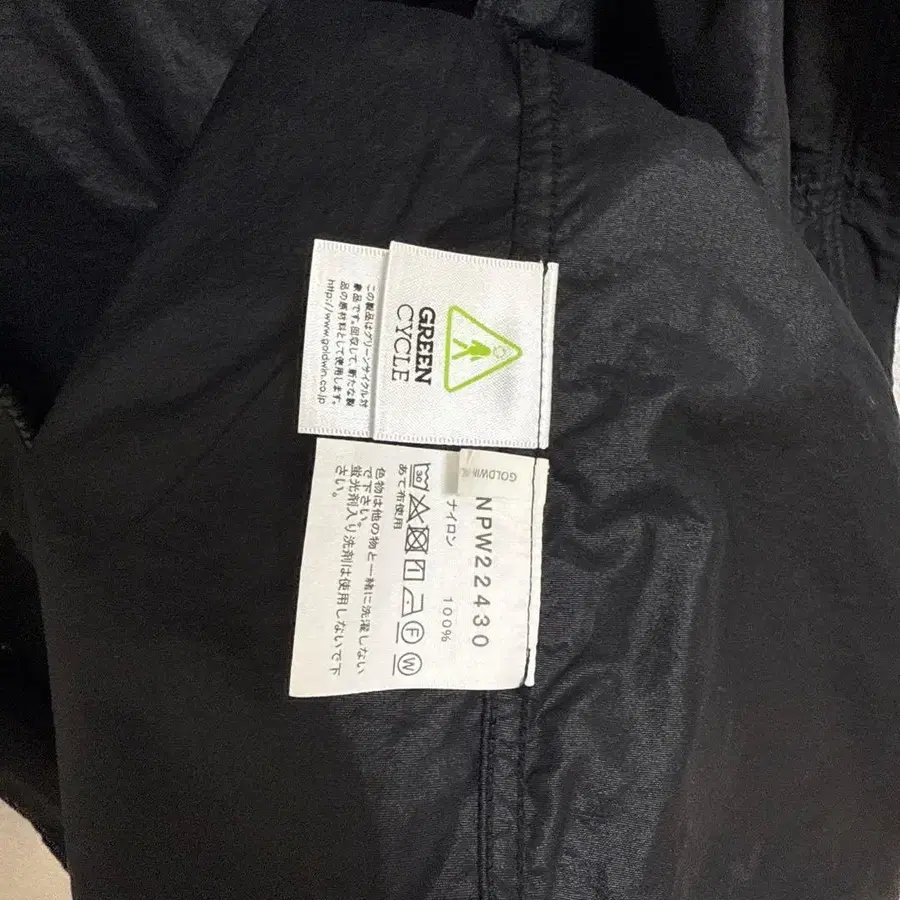 GREEN
CYCLE
この製品はグリーンサイクル対
象品です。回収して、新たな製
品の原材料として使用します。
http://www.goldwin.co.jp
GOLDWIN
NPW22430
ナイロン 100%
30
F
W
あて布使用
色物は他の物と一緒に洗濯しない
で下さい。
蛍光剤入り洗剤は使用しないで下
さい。